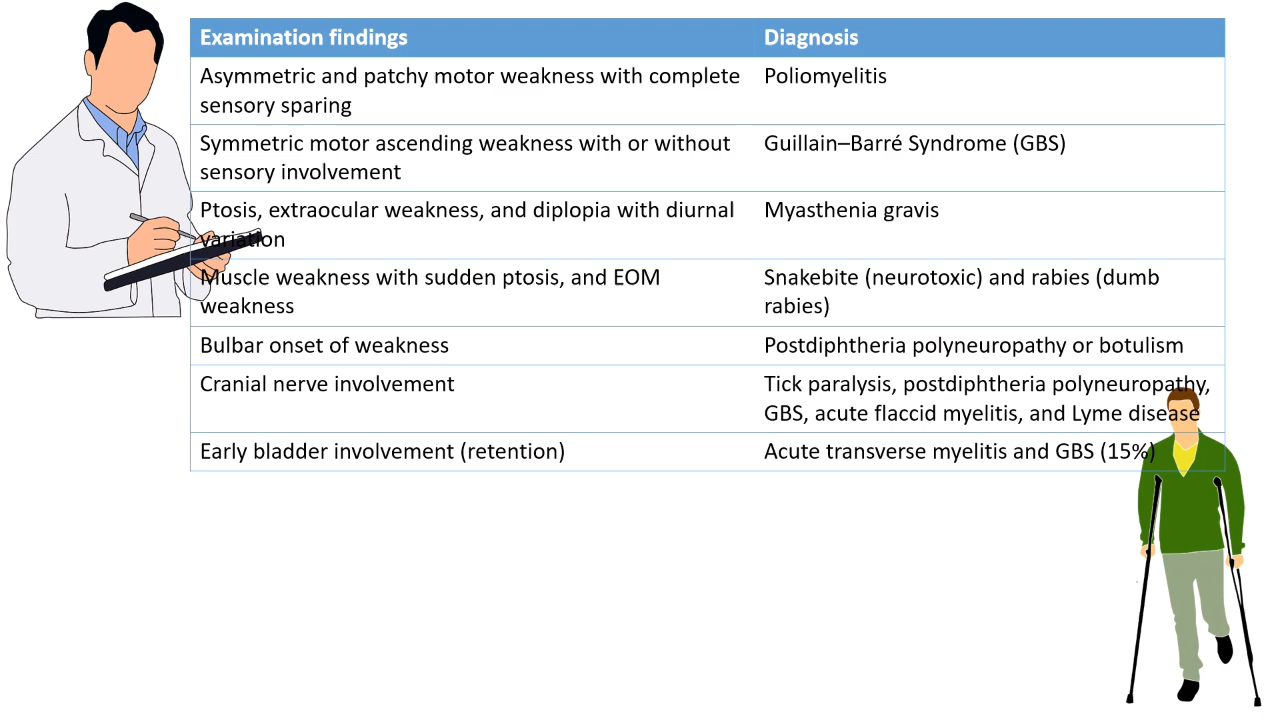 Examination findings
Diagnosis
Asymmetric and patchy motor weakness with complete
sensory sparing
Poliomyelitis
Symmetric motor ascending weakness with or without
sensory involvement
Guillain–Barré Syndrome (GBS)
Ptosis, extraocular weakness, and diplopia with diurnal
variation
Myasthenia gravis
Muscle weakness with sudden ptosis, and EOM
weakness
Snakebite (neurotoxic) and rabies (dumb
rabies)
Bulbar onset of weakness
Postdiphtheria polyneuropathy or botulism
Cranial nerve involvement
Tick paralysis, postdiphtheria polyneuropathy,
GBS, acute flaccid myelitis, and Lyme disease
Early bladder involvement (retention)
Acute transverse myelitis and GBS (15%)